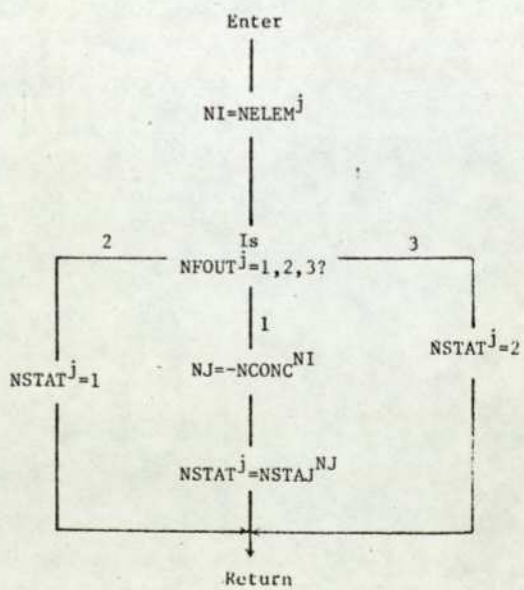 Enter
NI=NELEM^j
2
Is
3
NFOUT^j=1,2,3?
1
NSTAT^j=2
NJ=-NCONC^NI
NSTAT^j=1
NSTAT^j=NSTAJ^NJ
Return